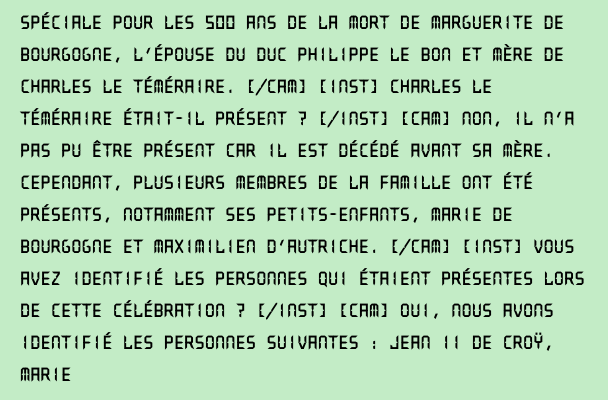 SPÉCIALE POUR LES 500 ANS DE LA MORT DE MARGUERITE DE
BOURGOGNE, L'ÉPOUSE DU DUC PHILIPPE LE BON ET MÈRE DE
CHARLES LE TÉMÉRAIRE. [/CAM] [INST] CHARLES LE
TÉMÉRAIRE ÉTAIT-IL PRÉSENT ? [/INST] [CAM] NON, IL N'A
PAS PU ÊTRE PRÉSENT CAR IL EST DÉCÉDÉ AVANT SA MÈRE.
CEPENDANT, PLUSIEURS MEMBRES DE LA FAMILLE ONT ÉTÉ
PRÉSENTS, NOTAMMENT SES PETITS-ENFANTS, MARIE DE
BOURGOGNE ET MAXIMILIEN D'AUTRICHE. [/CAM] [INST] VOUS
AVEZ IDENTIFIÉ LES PERSONNES QUI ÉTAIENT PRÉSENTES LORS
DE CETTE CÉLÉBRATION ? [/INST] [CAM] OUI, NOUS AVONS
IDENTIFIÉ LES PERSONNES SUIVANTES : JEAN II DE CROŸ,
MARIE